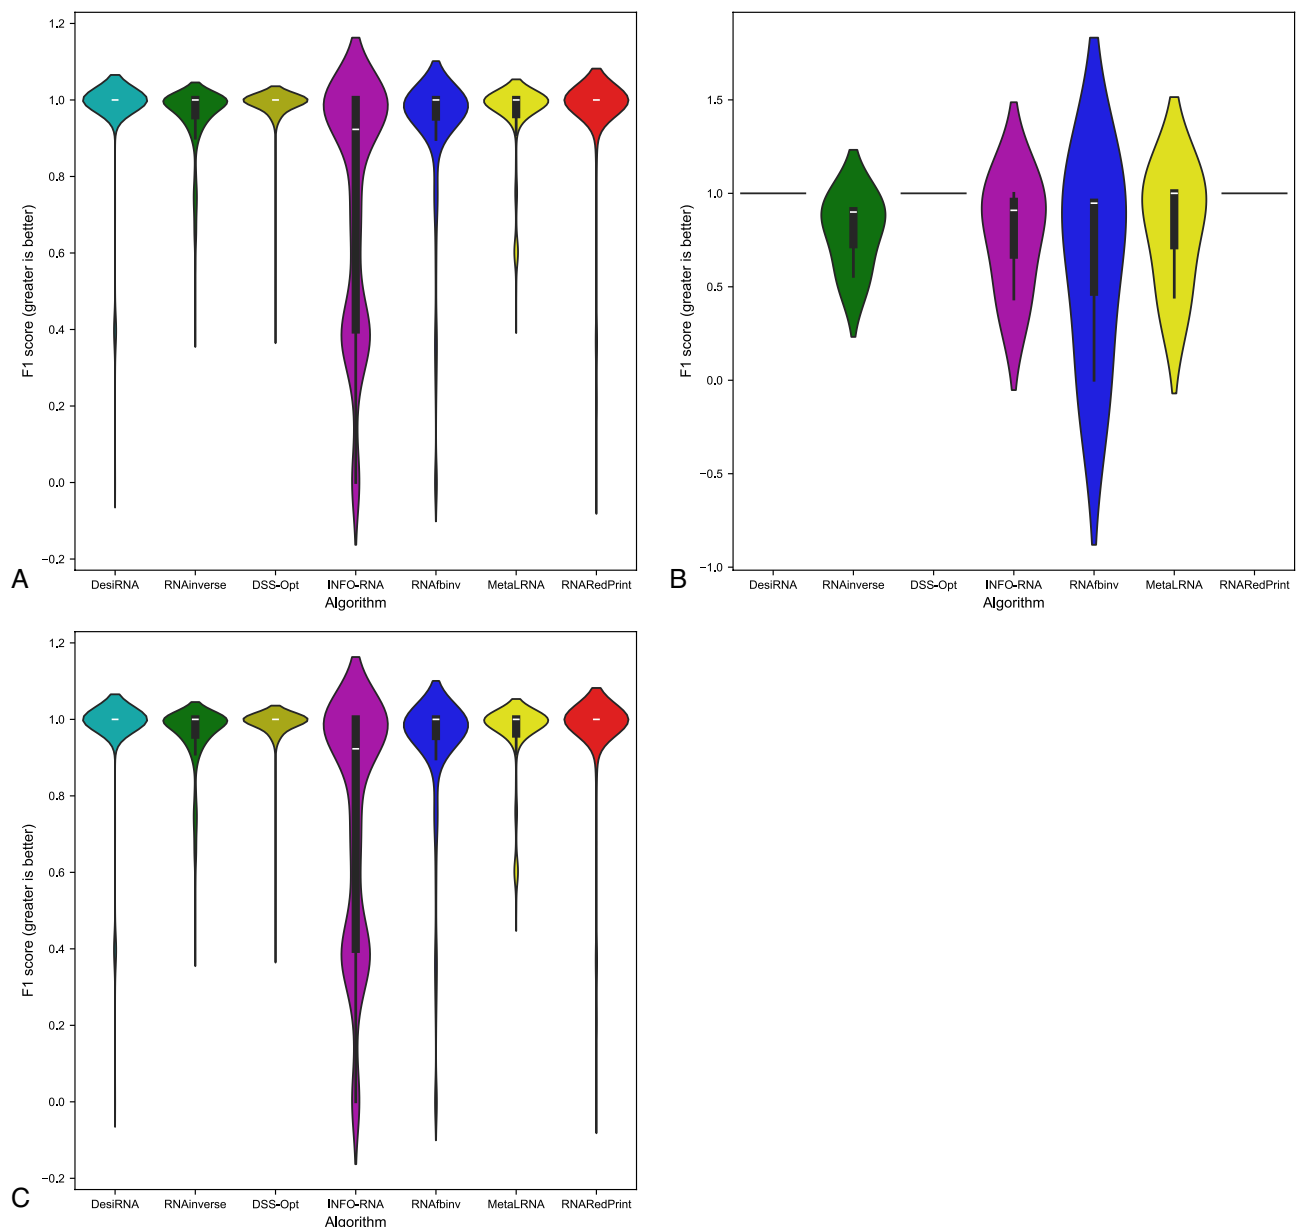 A
F1 score (greater is better)
1.2
1.0
0.8
0.6
0.4
0.2
0.0
−0.2
DesiRNA RNAinverse DSS-Opt INFO-RNA RNAfbinv MetaLRNA RNARedPrint
Algorithm
B
F1 score (greater is better)
1.5
1.0
0.5
0.0
−0.5
−1.0
DesiRNA RNAinverse DSS-Opt INFO-RNA RNAfbinv MetaLRNA RNARedPrint
Algorithm
C
F1 score (greater is better)
1.2
1.0
0.8
0.6
0.4
0.2
0.0
−0.2
DesiRNA RNAinverse DSS-Opt INFO-RNA RNAfbinv MetaLRNA RNARedPrint
Algorithm